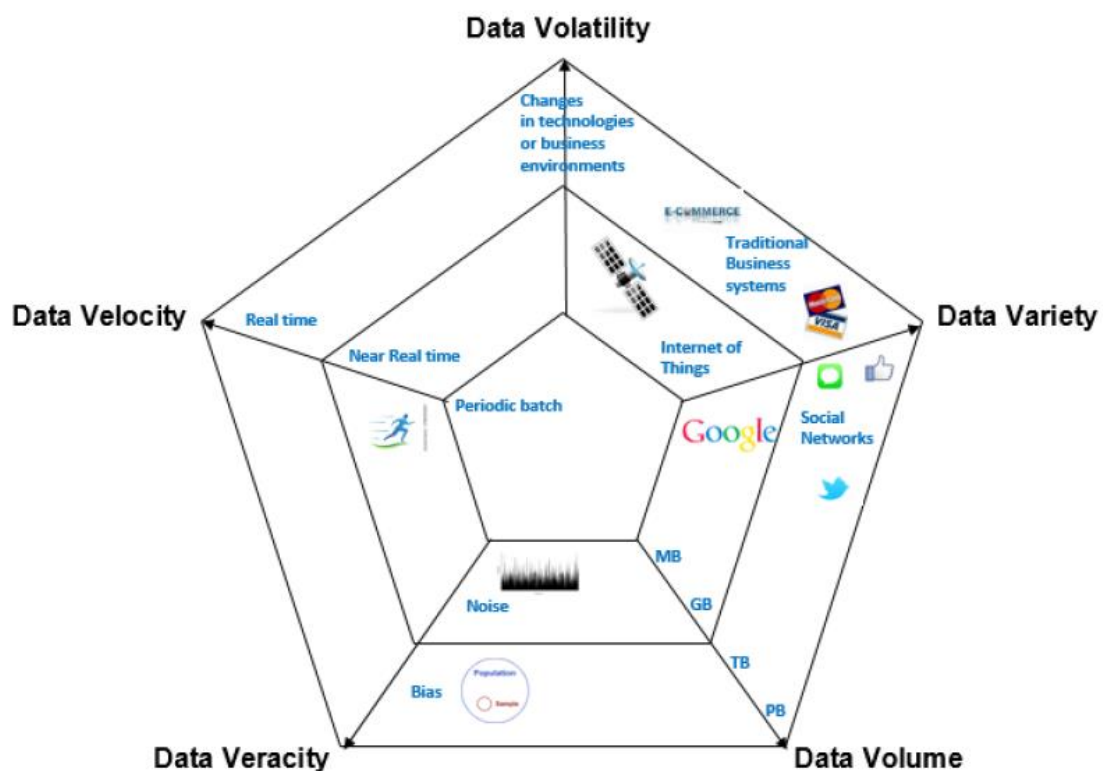 Data Volatility
Changes
in technologies
or business
environments
E-COMMERCE
Traditional
Business
systems
MasterCard
VISA
Data Velocity
Real time
Data Variety
Near Real time
Internet of
Things
Periodic batch
Google
Social
Networks
MB
Noise
GB
TB
Bias
Population
Sample
PB
Data Veracity
Data Volume